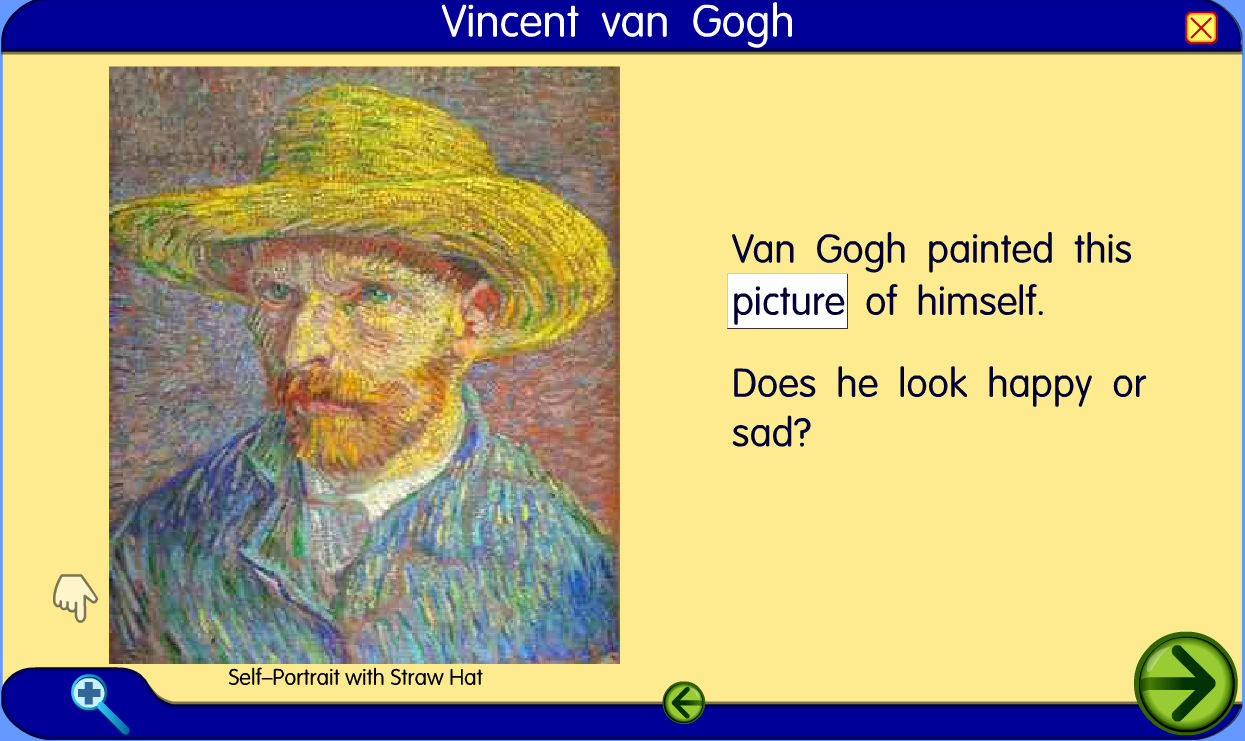 Vincent van Gogh
Van Gogh painted this
picture of himself.
Does he look happy or
sad?
Self–Portrait with Straw Hat